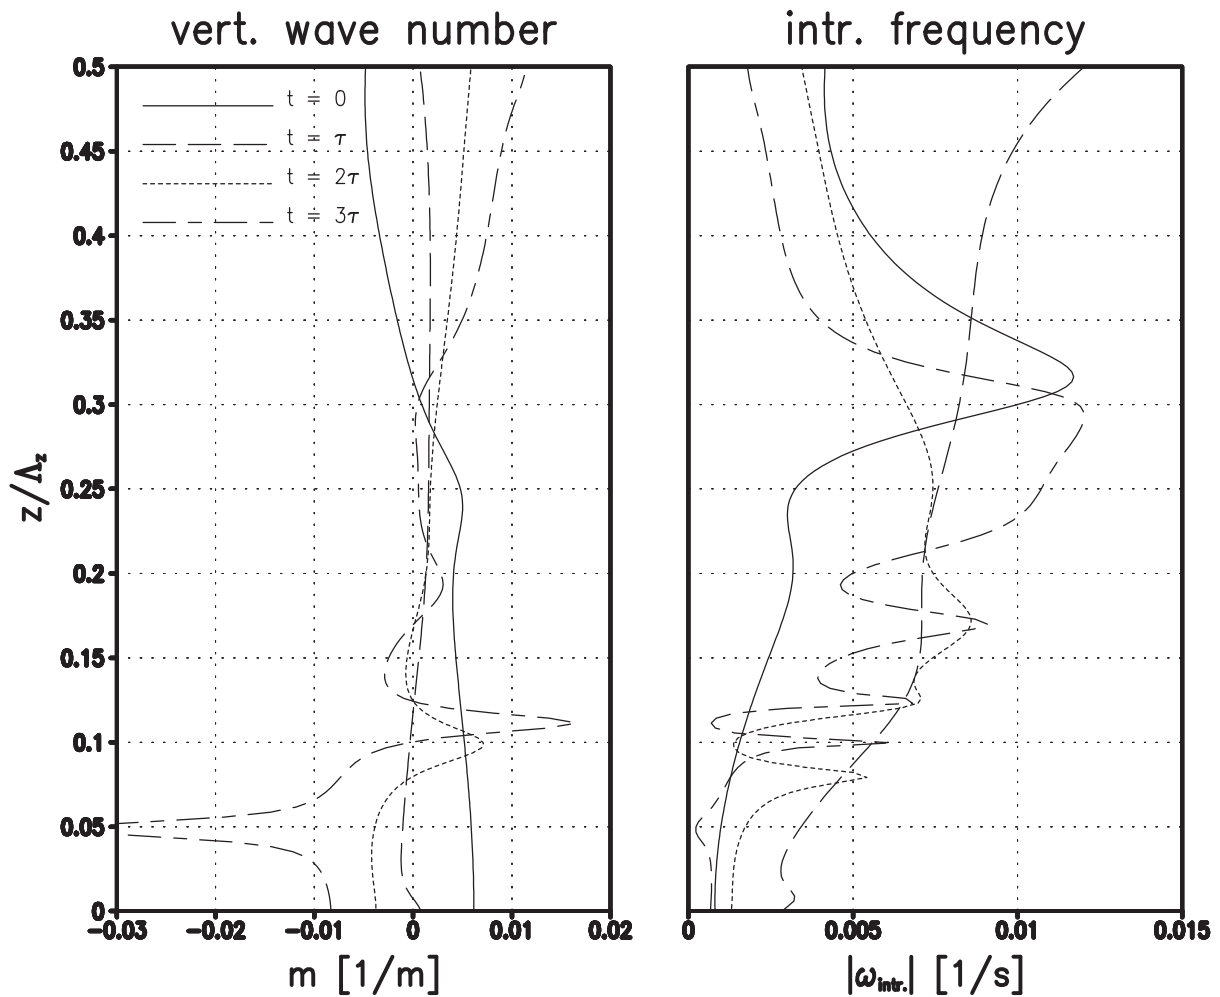 vert. wave number
intr. frequency
0.5
0.45
0.4
0.35
0.3
0.25
0.2
0.15
0.1
0.05
0
z/Λz
t = 0
t = τ
t = 2τ
t = 3τ
−0.03 −0.02 −0.01 0 0.01 0.02
0 0.005 0.01 0.015
m [1/m]
|ωintr.| [1/s]